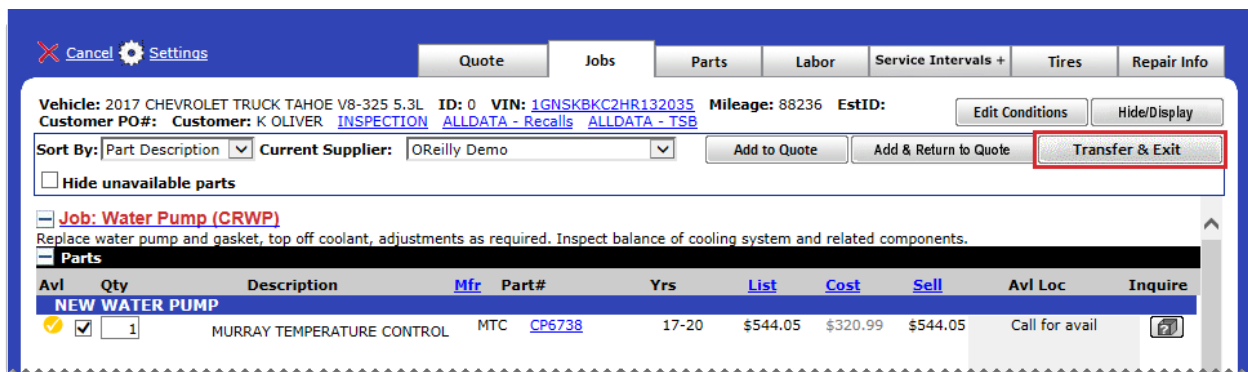 Cancel Settings
Quote Jobs Parts Labor Service Intervals + Tires Repair Info
Vehicle: 2017 CHEVROLET TRUCK TAHOE V8-325 5.3L ID: 0 VIN: 1GNSKBKC2HR132035 Mileage: 88236 EstID:
Edit Conditions Hide/Display
Customer PO#: Customer: K OLIVER INSPECTION ALLDATA - Recalls ALLDATA - TSB
Sort By: Part Description Current Supplier: OReilly Demo Add to Quote Add & Return to Quote Transfer & Exit
Hide unavailable parts
Job: Water Pump (CRWP)
Replace water pump and gasket, top off coolant, adjustments as required. Inspect balance of cooling system and related components.
Parts
Avl Qty Description Mfr Part# Yrs List Cost Sell Avl Loc Inquire
NEW WATER PUMP
1 MURRAY TEMPERATURE CONTROL MTC CP6738 17-20 $544.05 $320.99 $544.05 Call for avail